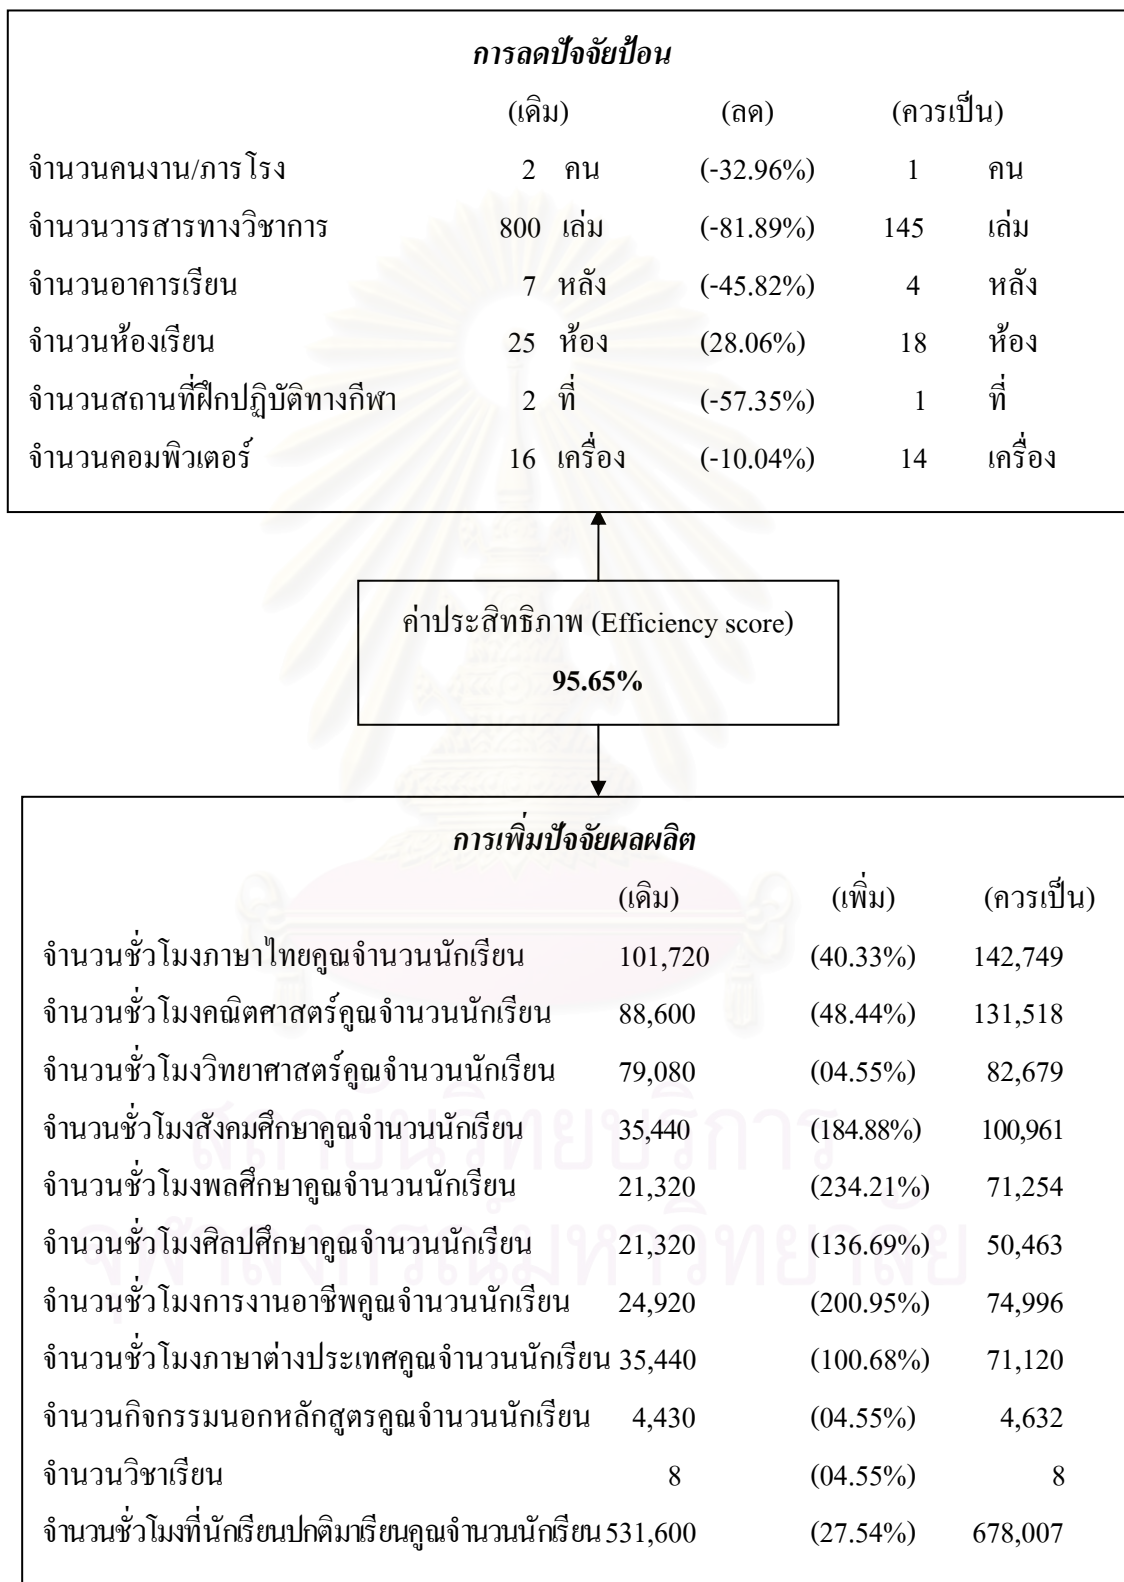 การลดปัจจัยป้อน
(เดิม) (ลด) (ควรเป็น)
จำนวนคนงาน/ภารโรง 2 คน (-32.96%) 1 คน
จำนวนวารสารทางวิชาการ 800 เล่ม (-81.89%) 145 เล่ม
จำนวนอาคารเรียน 7 หลัง (-45.82%) 4 หลัง
จำนวนห้องเรียน 25 ห้อง (28.06%) 18 ห้อง
จำนวนสถานที่ฝึกปฏิบัติทางกีฬา 2 ที่ (-57.35%) 1 ที่
จำนวนคอมพิวเตอร์ 16 เครื่อง (-10.04%) 14 เครื่อง
ค่าประสิทธิภาพ (Efficiency score)
95.65%
การเพิ่มปัจจัยผลผลิต
(เดิม) (เพิ่ม) (ควรเป็น)
จำนวนชั่วโมงภาษาไทยคูณจำนวนนักเรียน 101,720 (40.33%) 142,749
จำนวนชั่วโมงคณิตศาสตร์คูณจำนวนนักเรียน 88,600 (48.44%) 131,518
จำนวนชั่วโมงวิทยาศาสตร์คูณจำนวนนักเรียน 79,080 (04.55%) 82,679
จำนวนชั่วโมงสังคมศึกษาคูณจำนวนนักเรียน 35,440 (184.88%) 100,961
จำนวนชั่วโมงพลศึกษาคูณจำนวนนักเรียน 21,320 (234.21%) 71,254
จำนวนชั่วโมงศิลปศึกษาคูณจำนวนนักเรียน 21,320 (136.69%) 50,463
จำนวนชั่วโมงการงานอาชีพคูณจำนวนนักเรียน 24,920 (200.95%) 74,996
จำนวนชั่วโมงภาษาต่างประเทศคูณจำนวนนักเรียน 35,440 (100.68%) 71,120
จำนวนกิจกรรมนอกหลักสูตรคูณจำนวนนักเรียน 4,430 (04.55%) 4,632
จำนวนวิชาเรียน 8 (04.55%) 8
จำนวนชั่วโมงที่นักเรียนปกติมาเรียนคูณจำนวนนักเรียน 531,600 (27.54%) 678,007
สถาบันวิทยบริการ
จุฬาลงกรณ์มหาวิทยาลัย